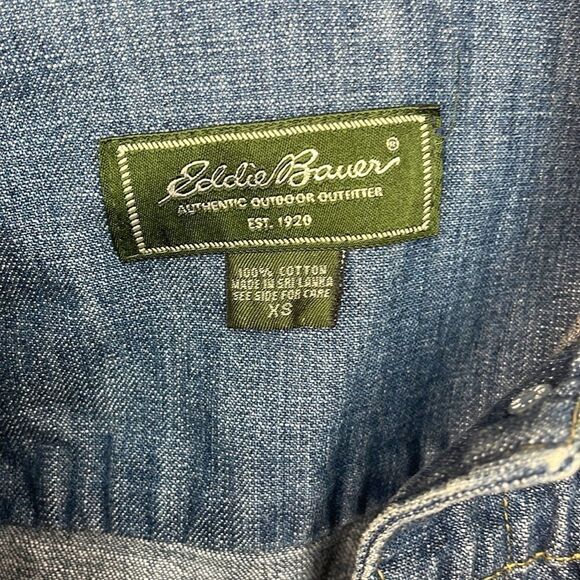 Eddie Bauer®
AUTHENTIC OUTDOOR OUTFITTER
EST. 1920
100% COTTON
MADE IN SRI LANKA
SEE SIDE FOR CARE
XS